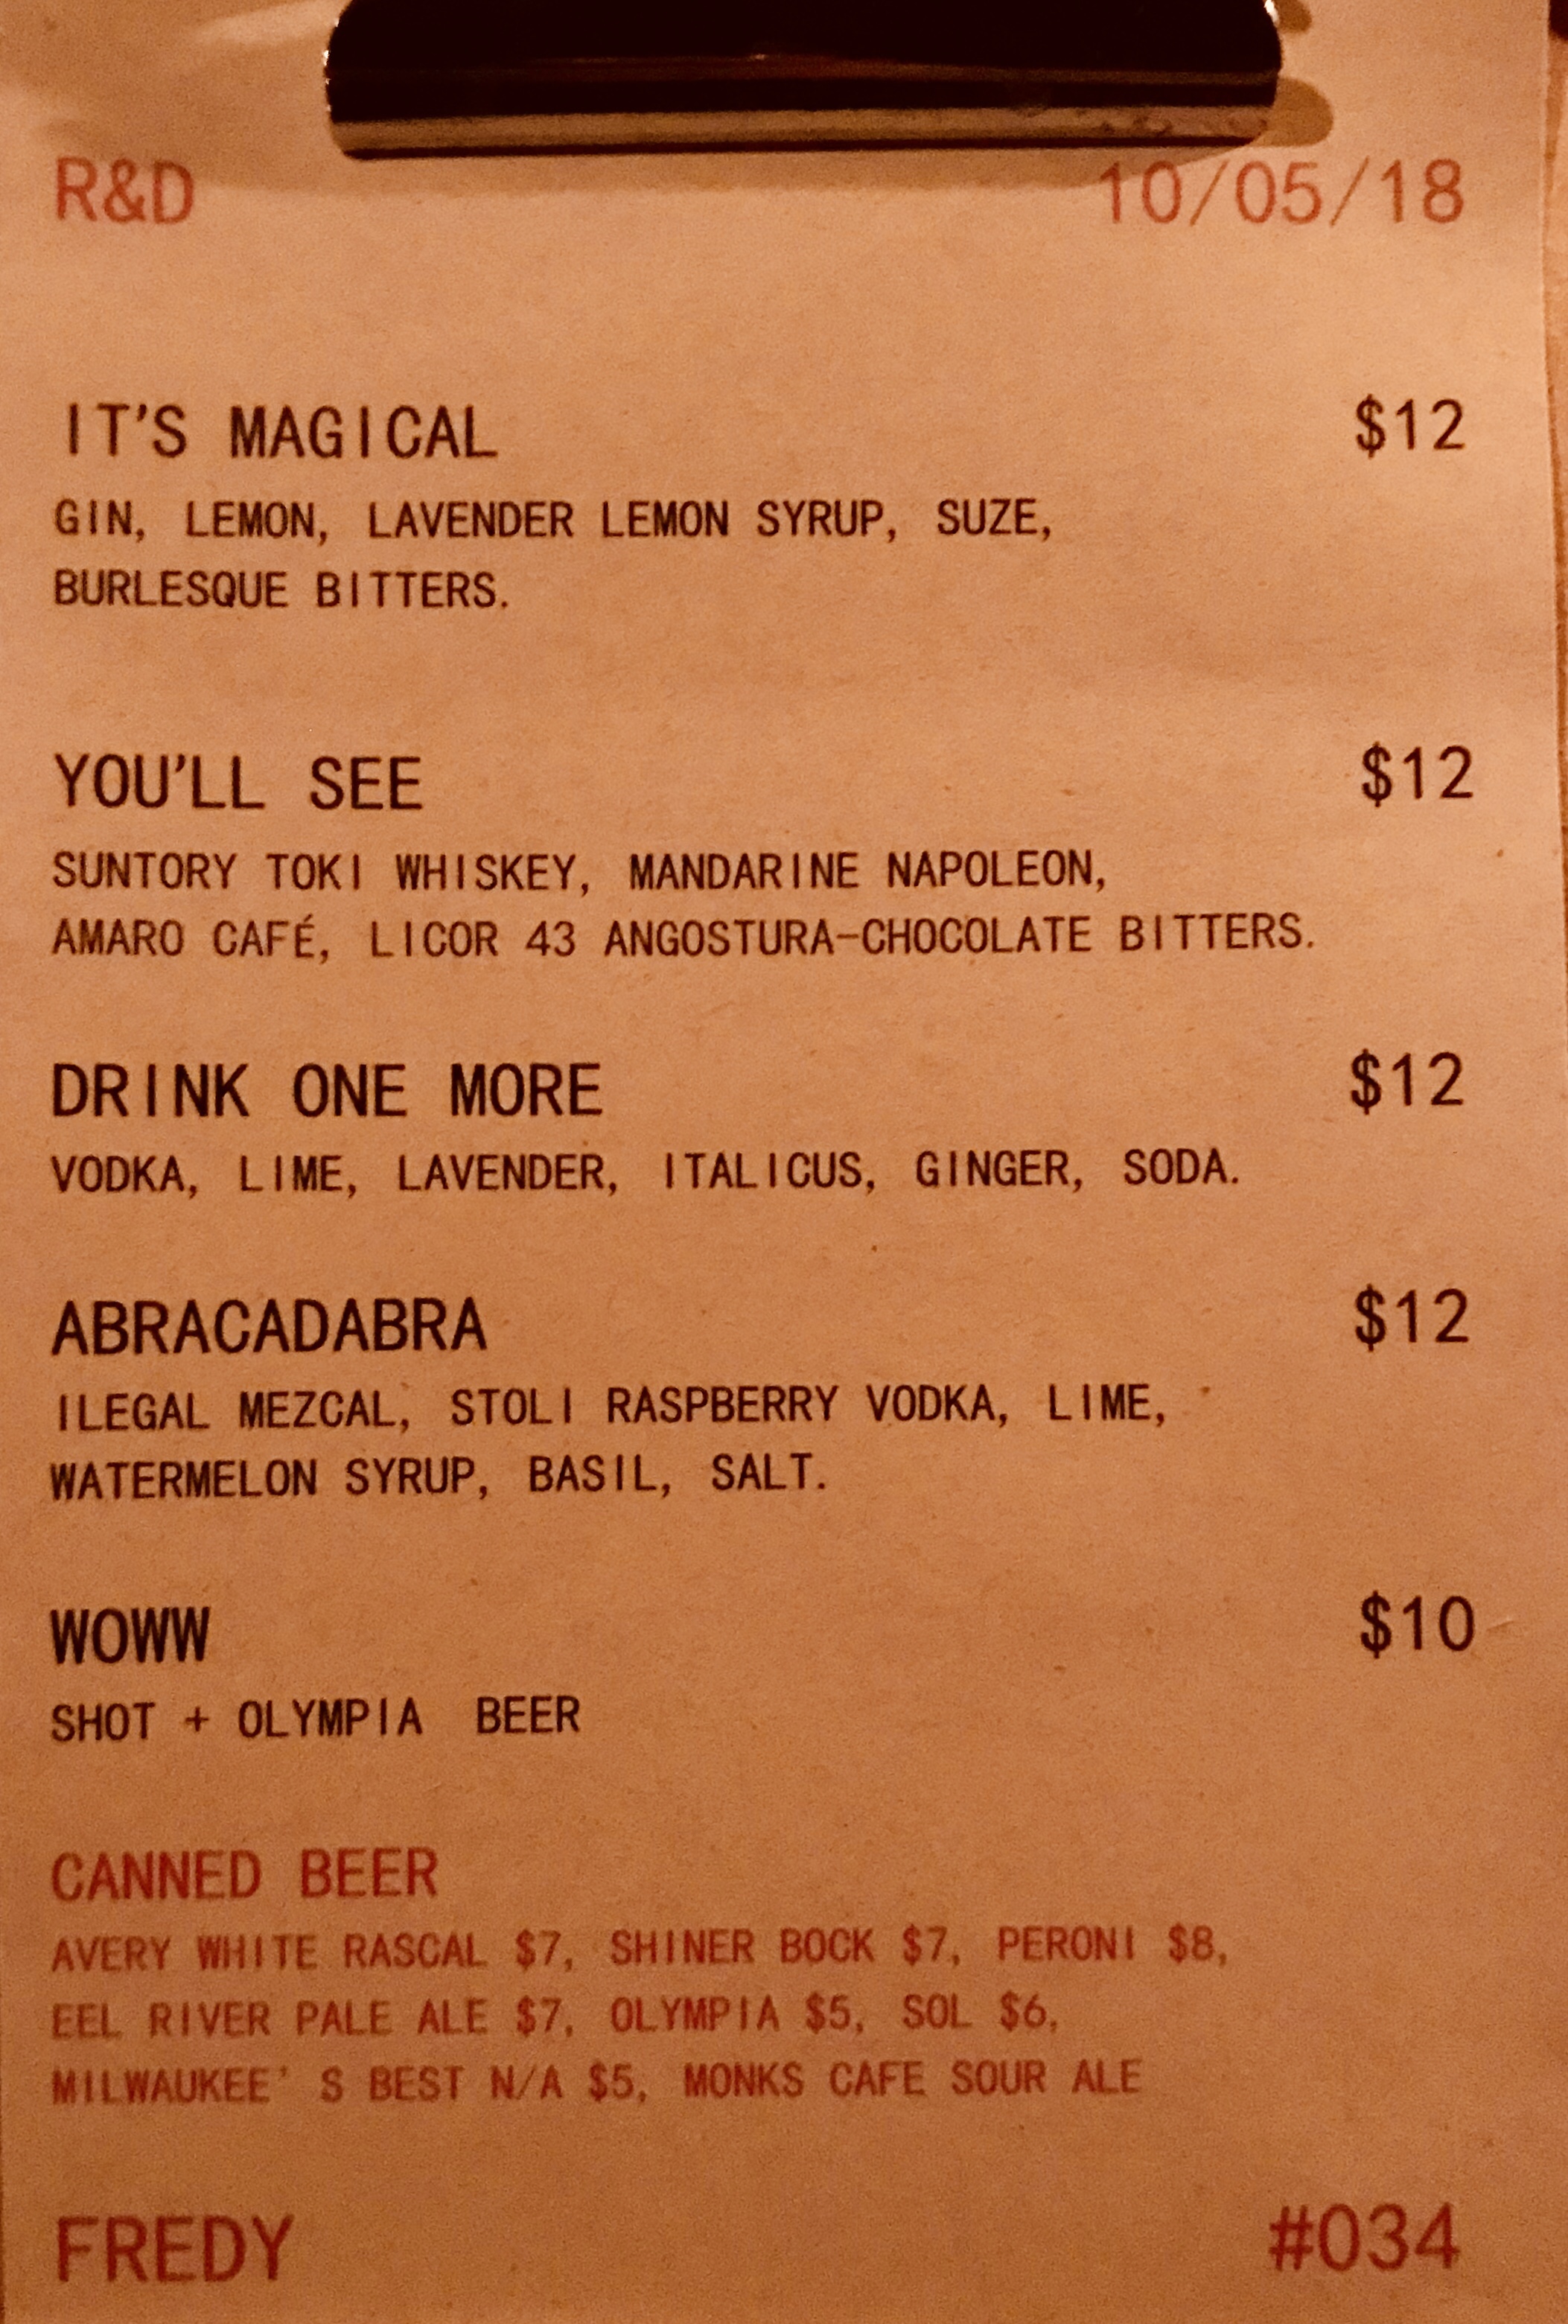 R&D 10/05/18
IT'S MAGICAL $12
GIN, LEMON, LAVENDER LEMON SYRUP, SUZE,
BURLESQUE BITTERS.
YOU'LL SEE $12
SUNTORY TOKI WHISKEY, MANDARINE NAPOLEON,
AMARO CAFÉ, LICOR 43 ANGOSTURA-CHOCOLATE BITTERS.
DRINK ONE MORE $12
VODKA, LIME, LAVENDER, ITALICUS, GINGER, SODA.
ABRACADABRA $12
ILEGAL MEZCAL, STOLI RASPBERRY VODKA, LIME,
WATERMELON SYRUP, BASIL, SALT.
WOWW $10
SHOT + OLYMPIA BEER
CANNED BEER
AVERY WHITE RASCAL $7, SHINER BOCK $7, PERONI $8,
EEL RIVER PALE ALE $7, OLYMPIA $5, SOL $6,
MILWAUKEE' S BEST N/A $5, MONKS CAFE SOUR ALE
FREDY #034